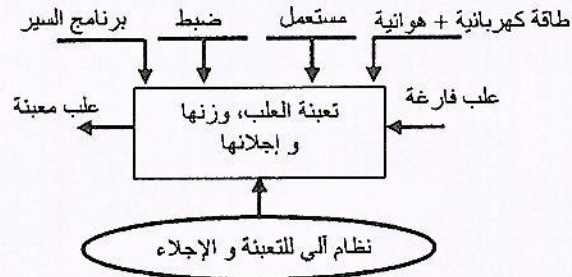 طاقة كهربائية + هوائية
مستعمل
ضبط
برنامج السير
علب فارغة
تعبئة العلب، وزنها
و إجلائها
علب معبئة
نظام آلي للتعبئة و الإجلاء